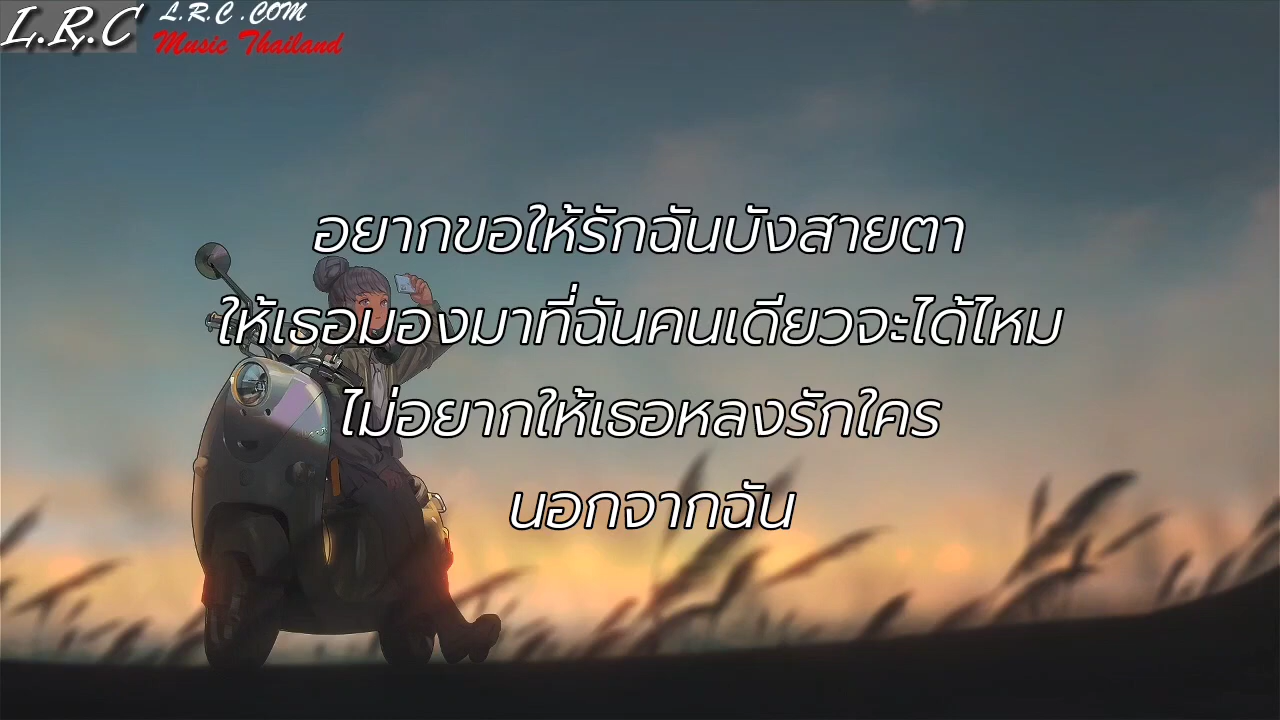 L.R.C
L.R.C .COM
Music Thailand
อยากขอให้รักฉันบังสายตา
ให้เธอมองมาที่ฉันคนเดียวจะได้ไหม
ไม่อยากให้เธอหลงรักใคร
นอกจากฉัน